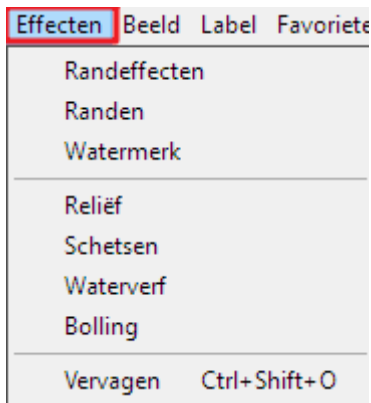 Effecten Beeld Label Favoriete
Randeffecten
Randen
Watermerk
Reliëf
Schetsen
Waterverf
Bolling
Vervagen Ctrl+Shift+O